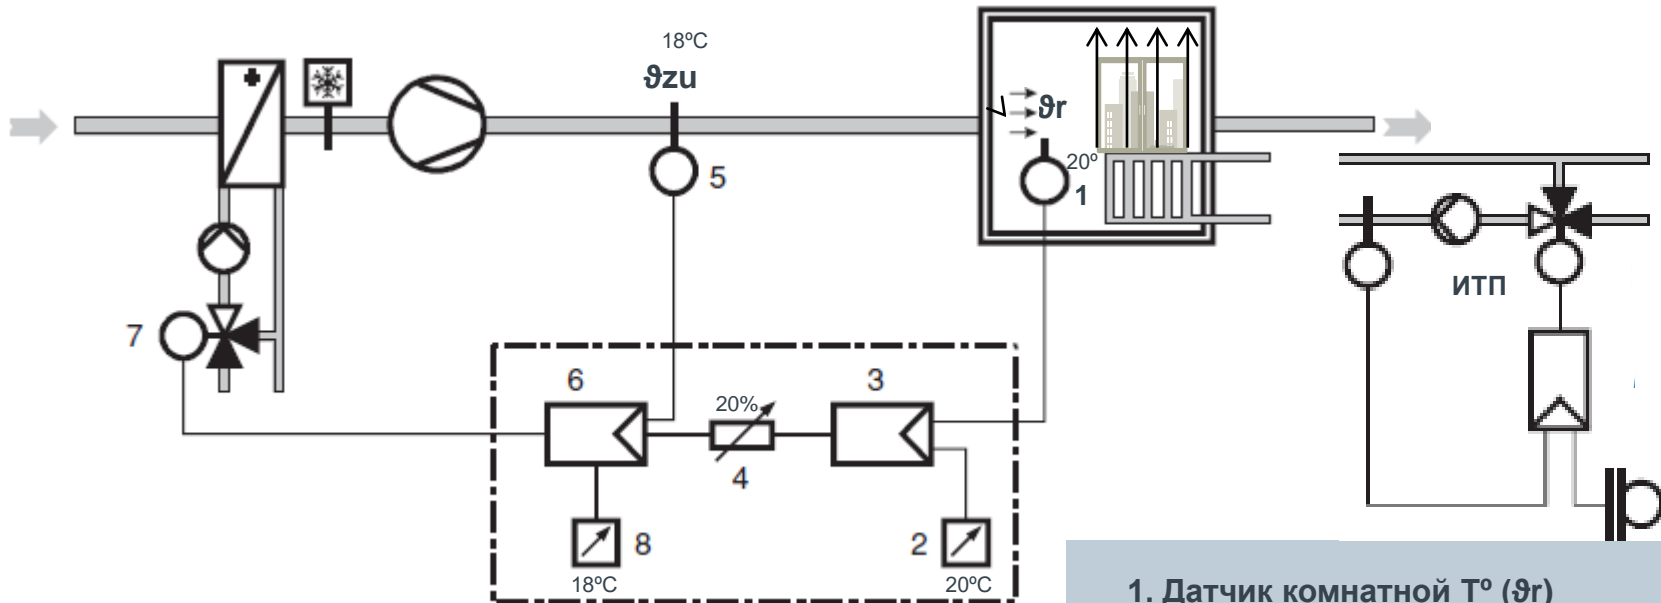 18ºC
ϑzu
ϑr
20º
1
5
7
ИТП
6
3
20%
4
8
2
18ºC
20ºC
1. Датчик комнатной Tº (ϑr)